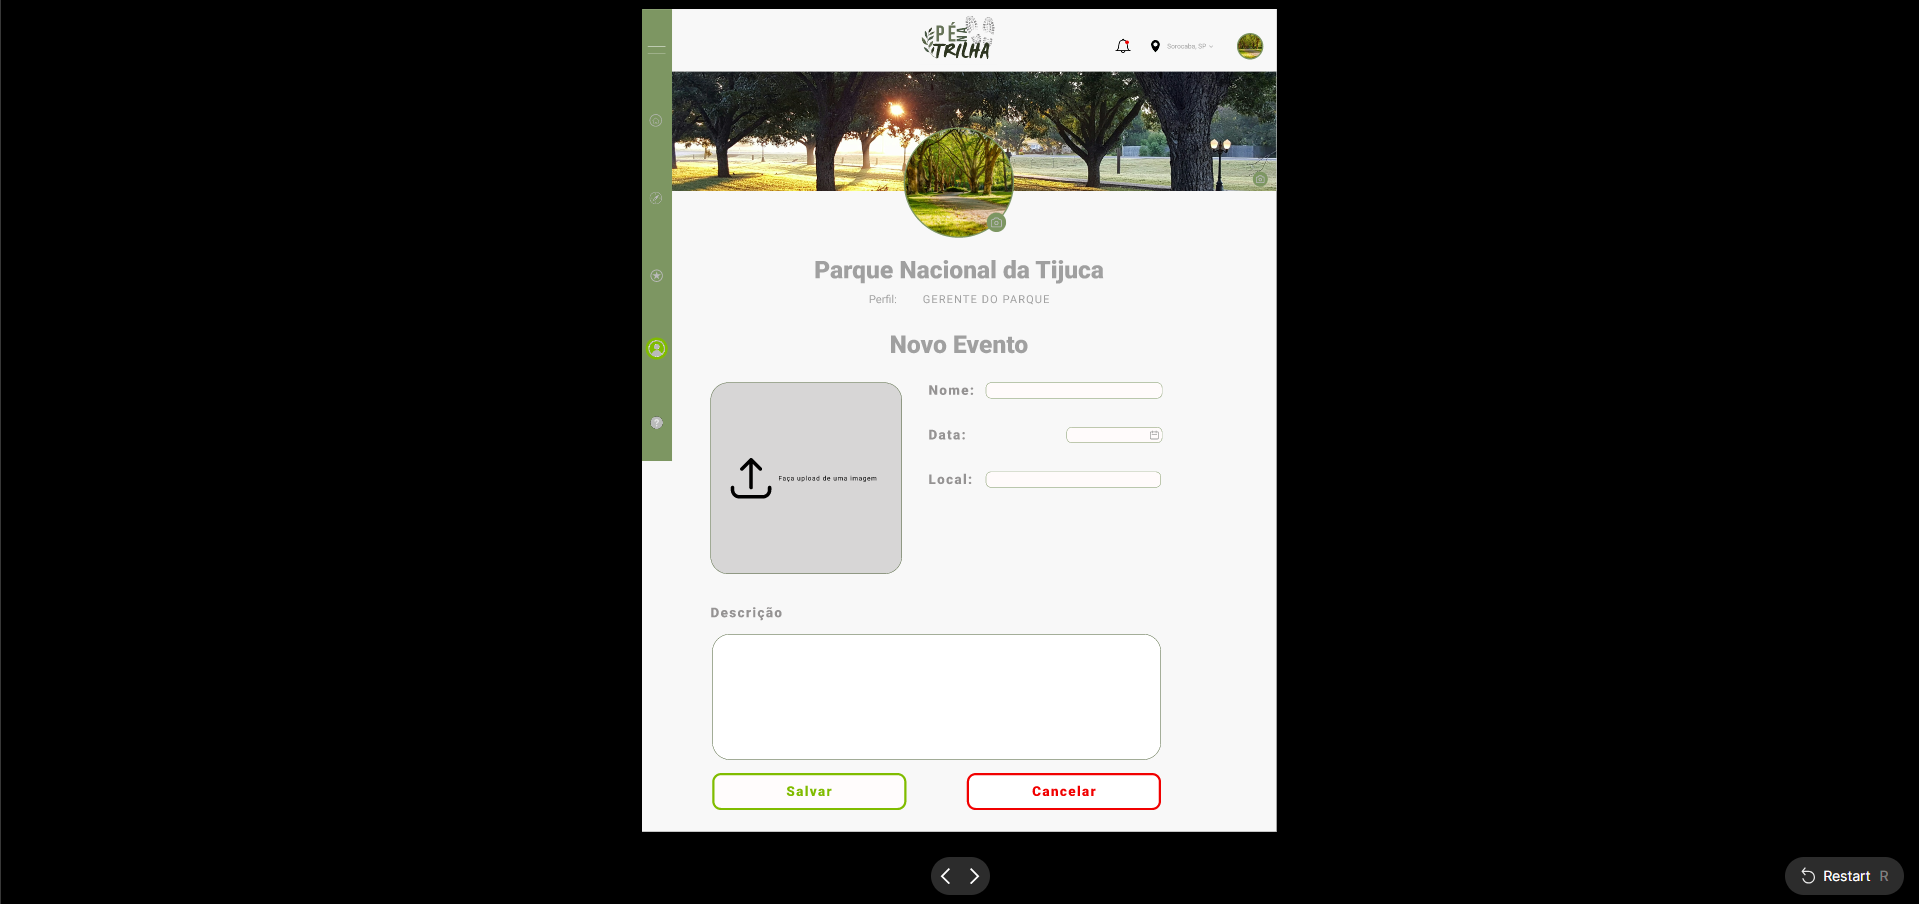 PÉ NA
TRILHA
Sorocaba, SP
Parque Nacional da Tijuca
Perfil: GERENTE DO PARQUE
Novo Evento
Nome:
Data:
Local:
Faça upload de uma imagem
Descrição
Salvar Cancelar
Restart R